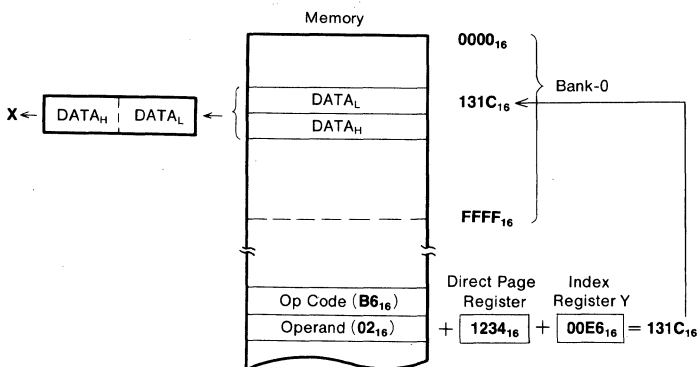 Memory
0000₁₆
Bank-0
DATA_L
131C₁₆
X ← DATA_H DATA_L ←
DATA_H
FFFF₁₆
Direct Page Register
Index Register Y
Op Code (B6₁₆)
Operand (02₁₆) + 1234₁₆ + 00E6₁₆ = 131C₁₆